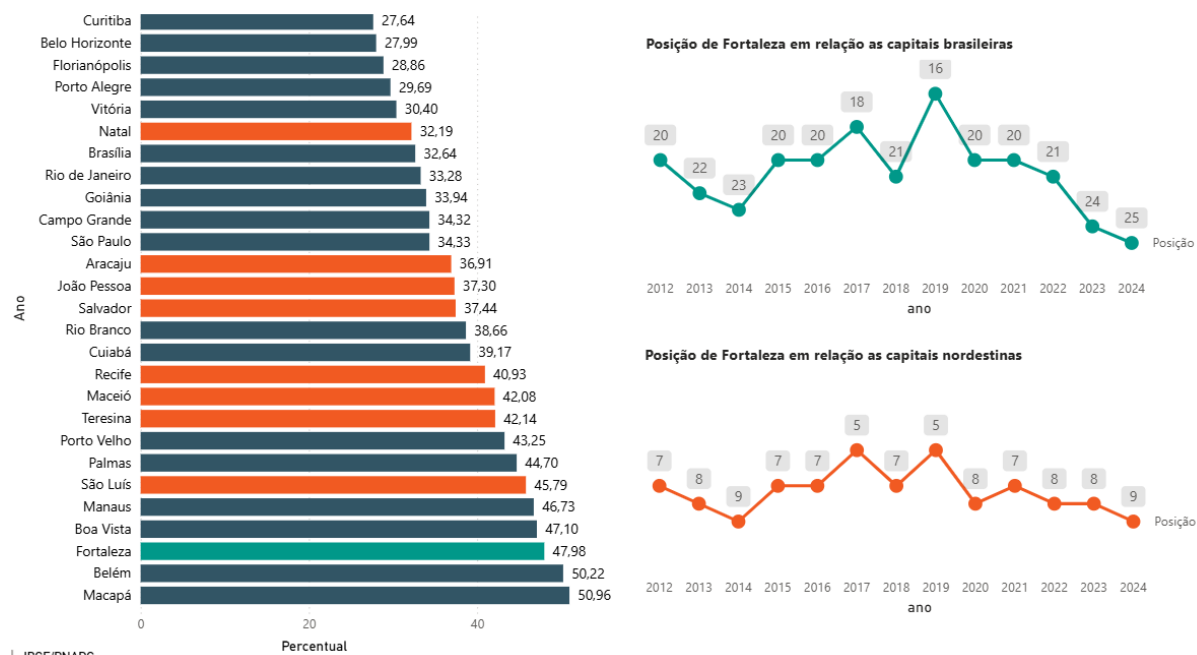 Curitiba 27,64
Belo Horizonte 27,99
Florianópolis 28,86
Porto Alegre 29,69
Vitória 30,40
Natal 32,19
Brasília 32,64
Rio de Janeiro 33,28
Goiânia 33,94
Campo Grande 34,32
São Paulo 34,33
Aracaju 36,91
João Pessoa 37,30
Salvador 37,44
Rio Branco 38,66
Cuiabá 39,17
Recife 40,93
Maceió 42,08
Teresina 42,14
Porto Velho 43,25
Palmas 44,70
São Luís 45,79
Manaus 46,73
Boa Vista 47,10
Fortaleza 47,98
Belém 50,22
Macapá 50,96
Ano
0 20 40
Percentual
Posição de Fortaleza em relação as capitais brasileiras
20 22 23 20 20 18 21 16 20 20 21 24 25
Posição
2012 2013 2014 2015 2016 2017 2018 2019 2020 2021 2022 2023 2024
ano
Posição de Fortaleza em relação as capitais nordestinas
7 8 9 7 7 5 7 5 8 7 8 8 9
Posição
2012 2013 2014 2015 2016 2017 2018 2019 2020 2021 2022 2023 2024
ano